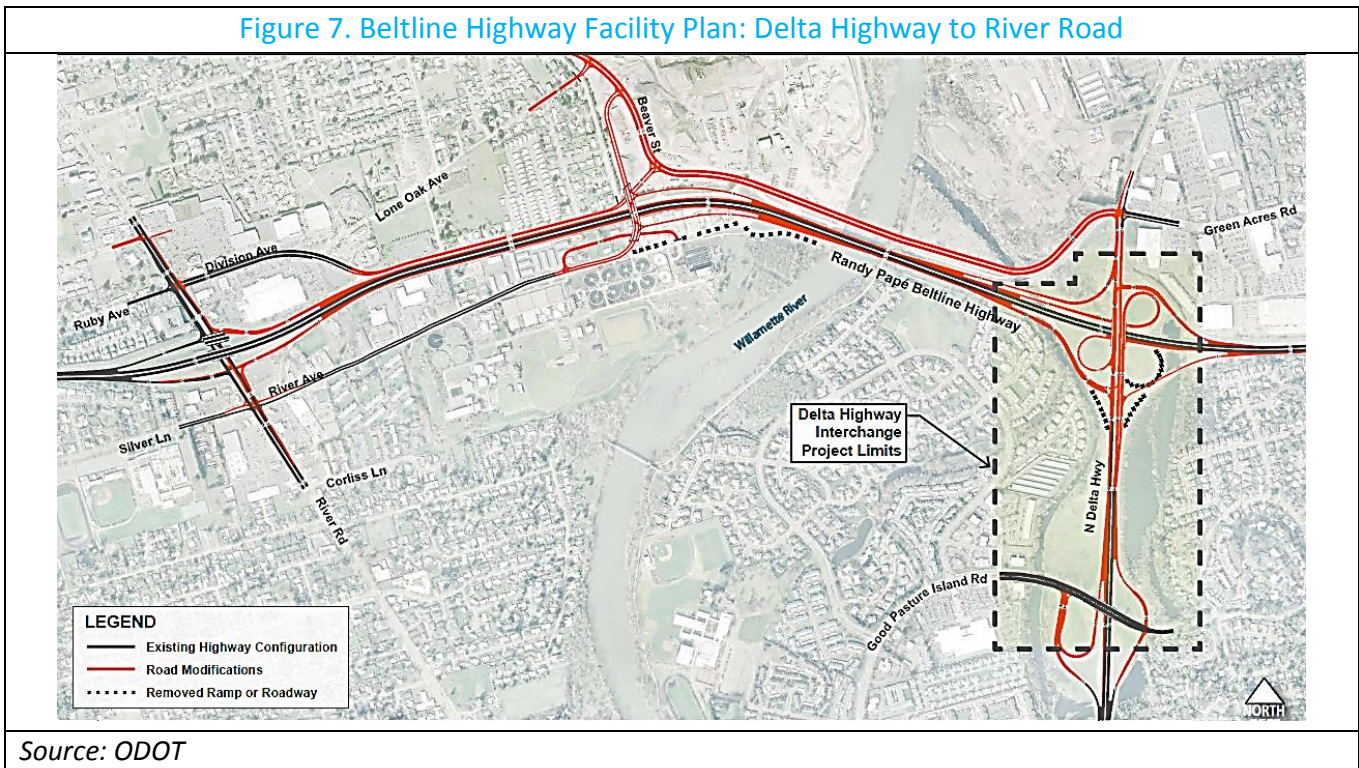 Figure 7. Beltline Highway Facility Plan: Delta Highway to River Road
Beaver St
Lone Oak Ave
Green Acres Rd
Division Ave
Randy Papé Beltline Highway
Ruby Ave
Willamette River
River Ave
Delta Highway
Interchange
Project Limits
Silver Ln
Corliss Ln
N Delta Hwy
River Rd
Good Pasture Island Rd
LEGEND
Existing Highway Configuration
Road Modifications
Removed Ramp or Roadway
NORTH
Source: ODOT